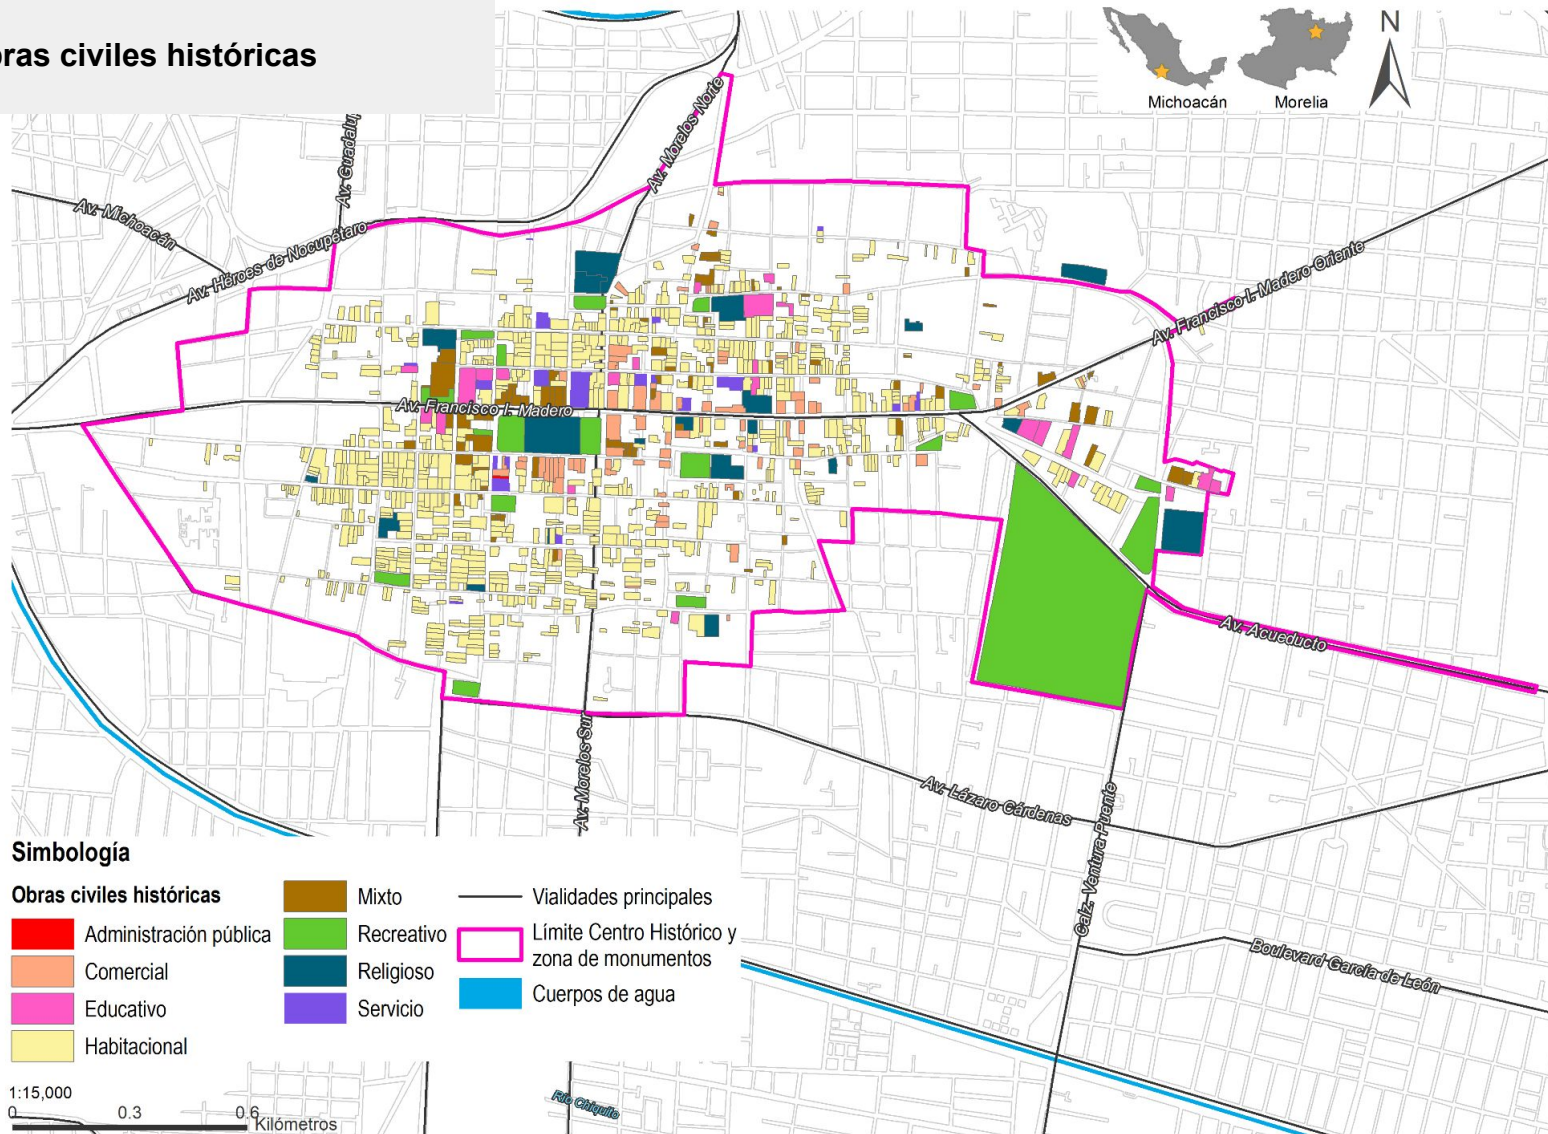 bras civiles históricas
N
Michoacán
Morelia
Av. Guadalup
Av. Morelos Norte
Av. Michoacán
Av. Héroes de Nocupétaro
Av. Francisco I. Madero Oriente
Av. Francisco I. Madero
Av. Acueducto
Av. Morelos Sur
Av. Lázaro Cárdenas
Calz. Ventura Puente
Boulevard García de León
Río Chiquito
Simbología
Obras civiles históricas
Administración pública
Comercial
Educativo
Habitacional
Mixto
Recreativo
Religioso
Servicio
Vialidades principales
Límite Centro Histórico y
zona de monumentos
Cuerpos de agua
1:15,000
0 0.3 0.6
Kilómetros